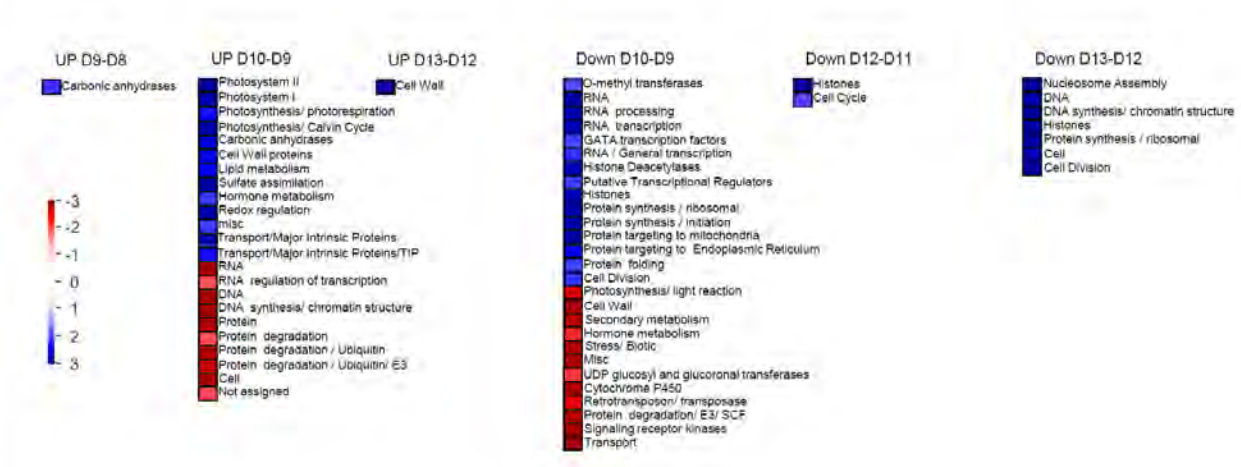 UP D9-D8
Carbonic anhydrases
UP D10-D9
Photosystem II
Photosystem I
Photosynthesis/ photorespiration
Photosynthesis/ Calvin Cycle
Carbonic anhydrases
Cell Wall proteins
Lipid metabolism
Sulfate assimilation
Hormone metabolism
Redox regulation
misc
Transport/Major Intrinsic Proteins
Transport/Major Intrinsic Proteins/TIP
RNA
RNA regulation of transcription
DNA
DNA synthesis/ chromatin structure
Protein
Protein degradation
Protein degradation / Ubiquitin
Protein degradation / Ubiquitin/ E3
Cell
Not assigned
UP D13-D12
Cell Wall
Down D10-D9
O-methyl transferases
RNA
RNA processing
RNA transcription
GATA transcription factors
RNA / General transcription
Histone Deacetylases
Putative Transcriptional Regulators
Histones
Protein synthesis / ribosomal
Protein synthesis / initiation
Protein targeting to mitochondria
Protein targeting to Endoplasmic Reticulum
Protein folding
Cell Division
Photosynthesis/ light reaction
Cell Wall
Secondary metabolism
Hormone metabolism
Stress/ Biotic
Misc
UDP glucosyl and glucoronal transferases
Cytochrome P450
Retrotransposon/ transposase
Protein degradation/ E3/ SCF
Signaling receptor kinases
Transport
Down D12-D11
Histones
Cell Cycle
Down D13-D12
Nucleosome Assembly
DNA
DNA synthesis/ chromatin structure
Histones
Protein synthesis / ribosomal
Cell
Cell Division
-3
-2
-1
0
1
2
3